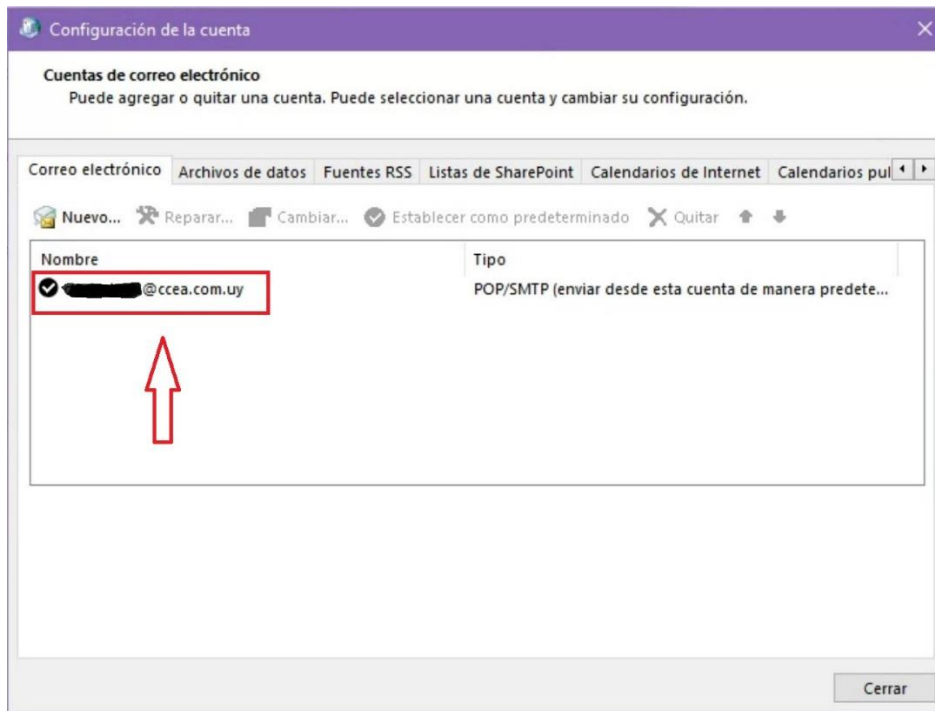 Configuración de la cuenta
Cuentas de correo electrónico
Puede agregar o quitar una cuenta. Puede seleccionar una cuenta y cambiar su configuración.
Correo electrónico Archivos de datos Fuentes RSS Listas de SharePoint Calendarios de Internet Calendarios pul
Nuevo... Reparar... Cambiar... Establecer como predeterminado Quitar
Nombre Tipo
@ccea.com.uy POP/SMTP (enviar desde esta cuenta de manera predete...
Cerrar